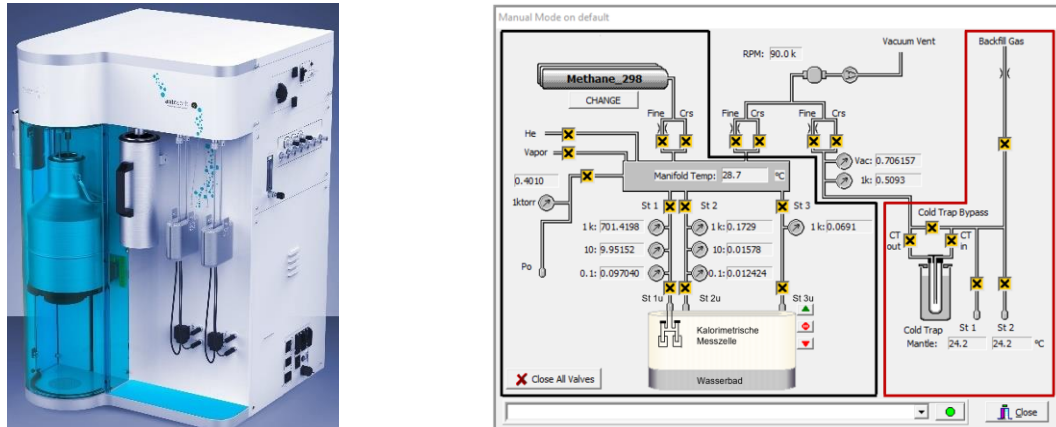 Manual Mode on default
Vacuum Vent
Backfill Gas
RPM: 90.0 k
Methane_298
CHANGE
Fine Crs
Fine Crs
Fine Crs
He
Vapor
Vac: 0.706157
0.4010
Manifold Temp: 28.7 ºC
1k: 0.5093
1ktorr
St 1
St 2
St 3
Cold Trap Bypass
1k: 701.4198
1k: 0.1729
1k: 0.0691
CT out
CT in
10: 9.95152
10: 0.01578
Po
0.1: 0.097040
0.1: 0.012424
St 1u
St 2u
St 3u
Kalorimetrische
Messzelle
Cold Trap
St 1
St 2
Mantle: 24.2 24.2 ºC
Close All Valves
Wasserbad
Close